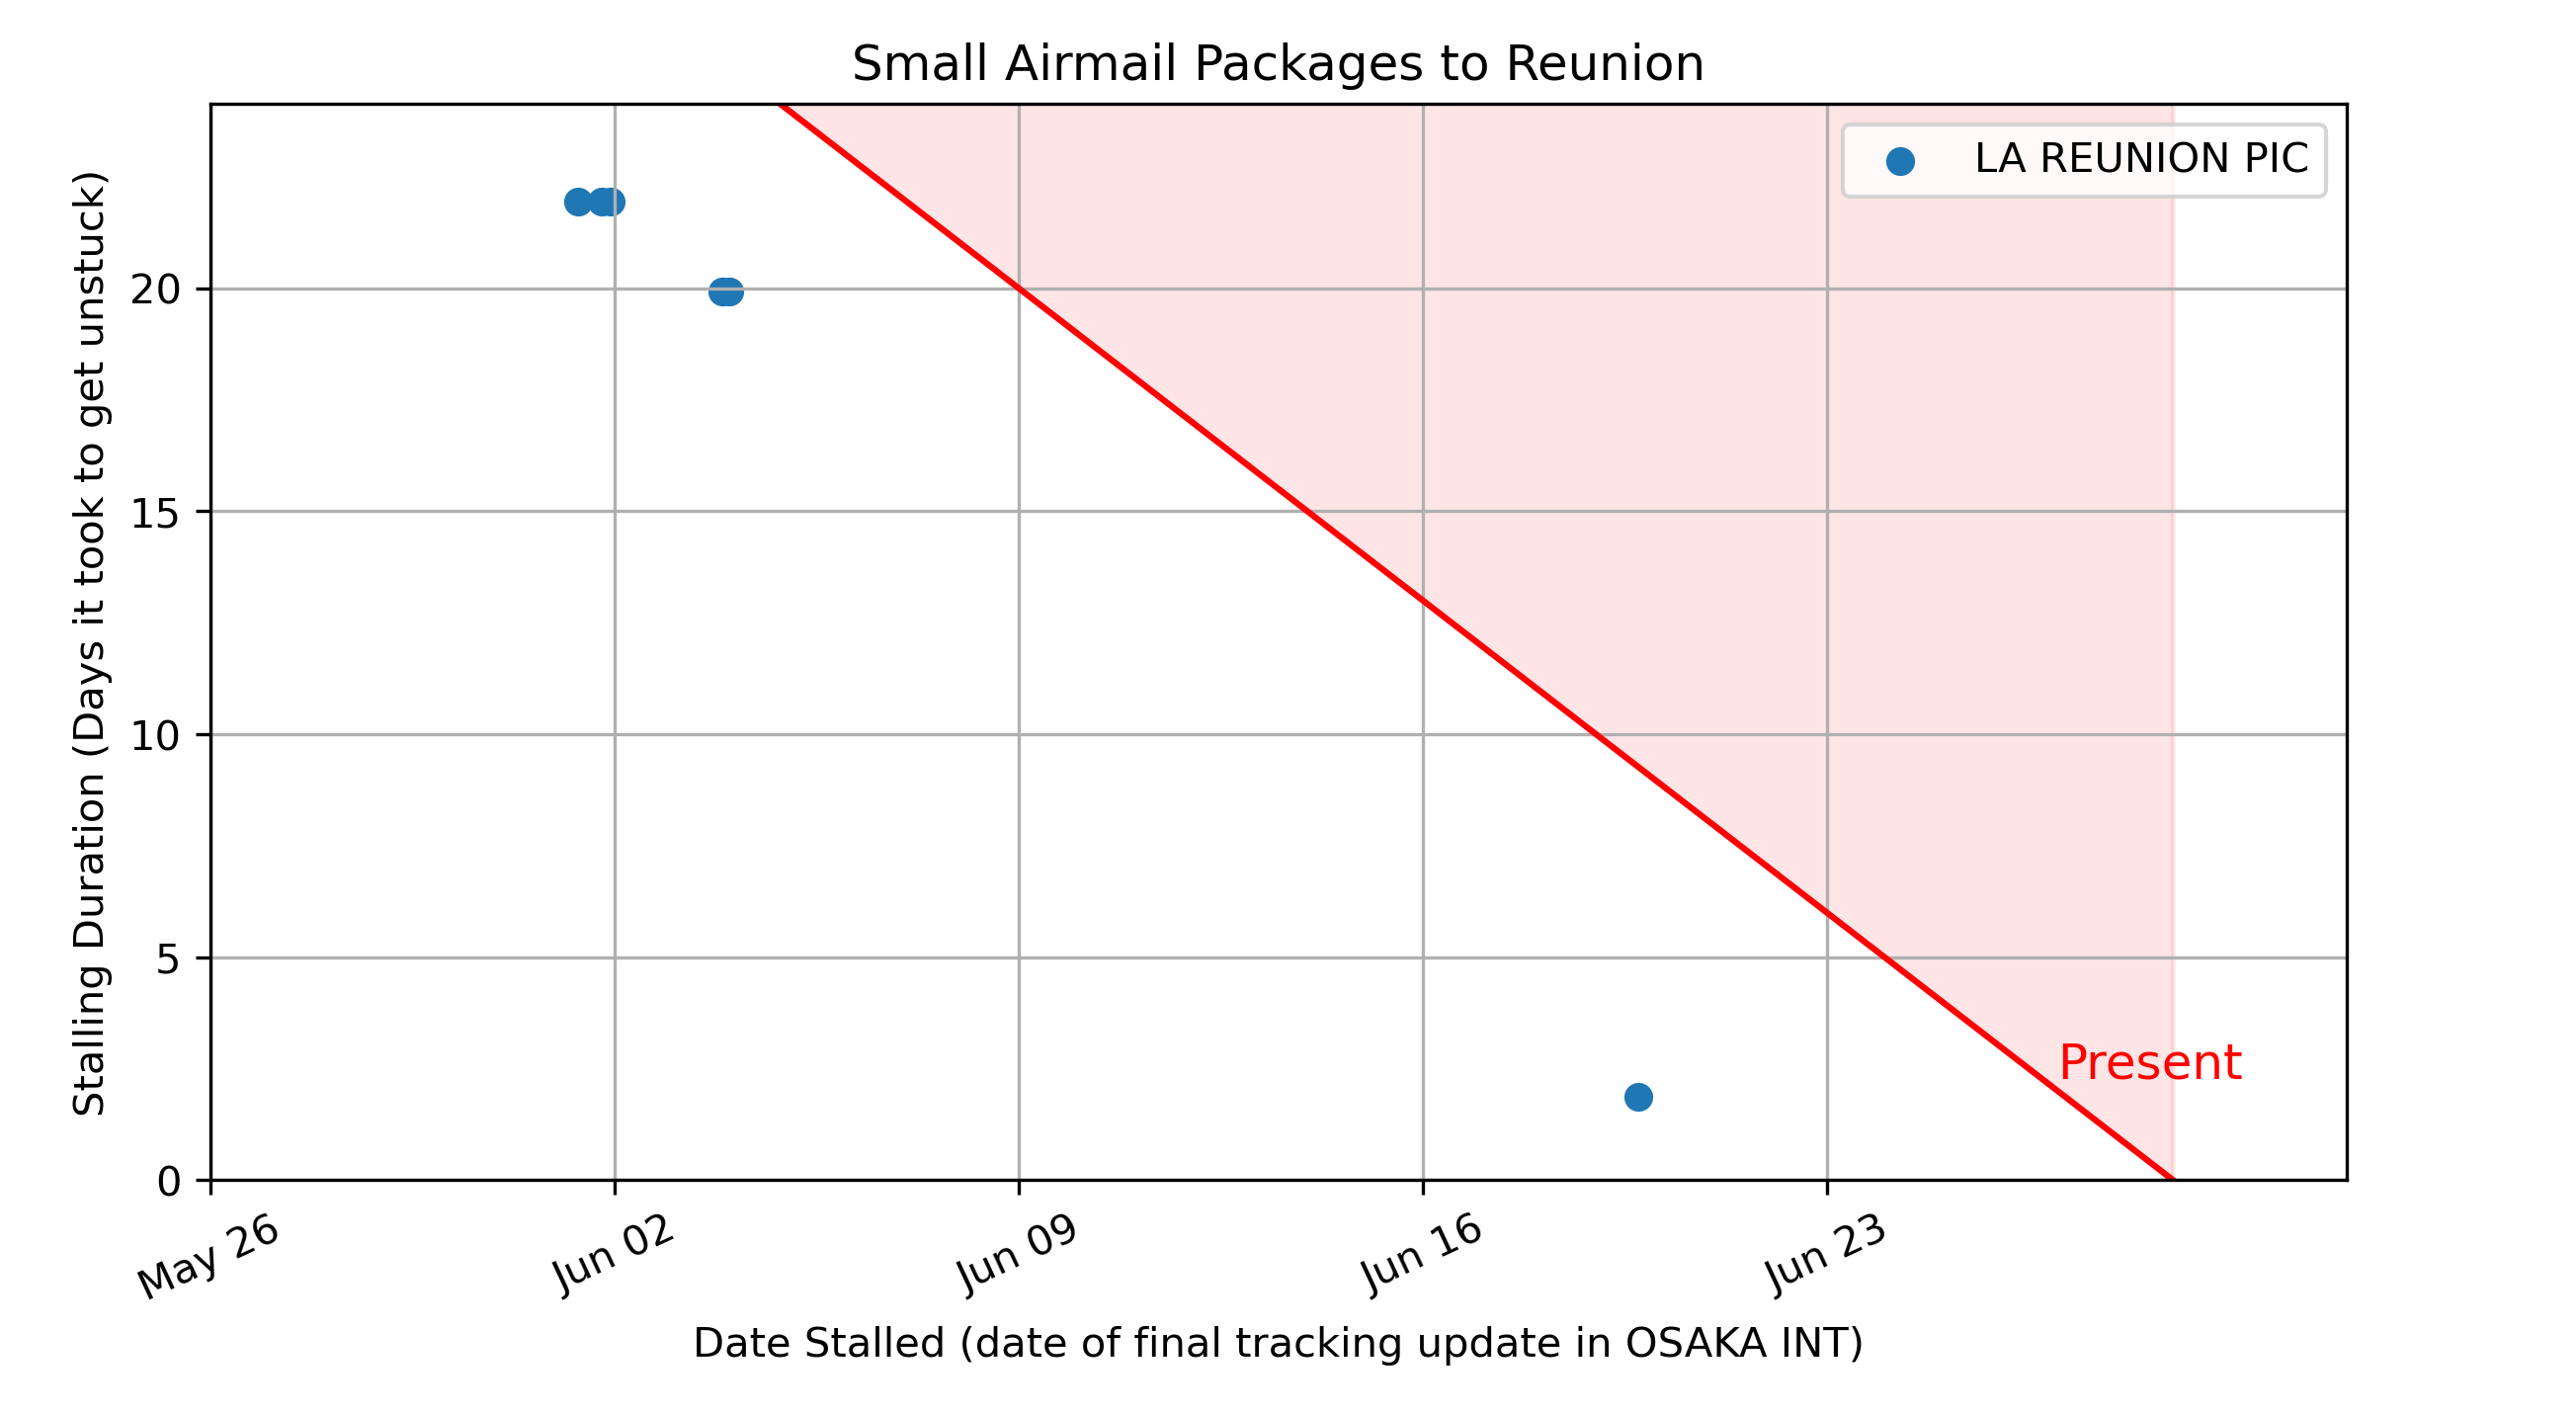 Small Airmail Packages to Reunion
LA REUNION PIC
Stalling Duration (Days it took to get unstuck)
20
15
10
5
0
Present
May 26
Jun 02
Jun 09
Jun 16
Jun 23
Date Stalled (date of final tracking update in OSAKA INT)